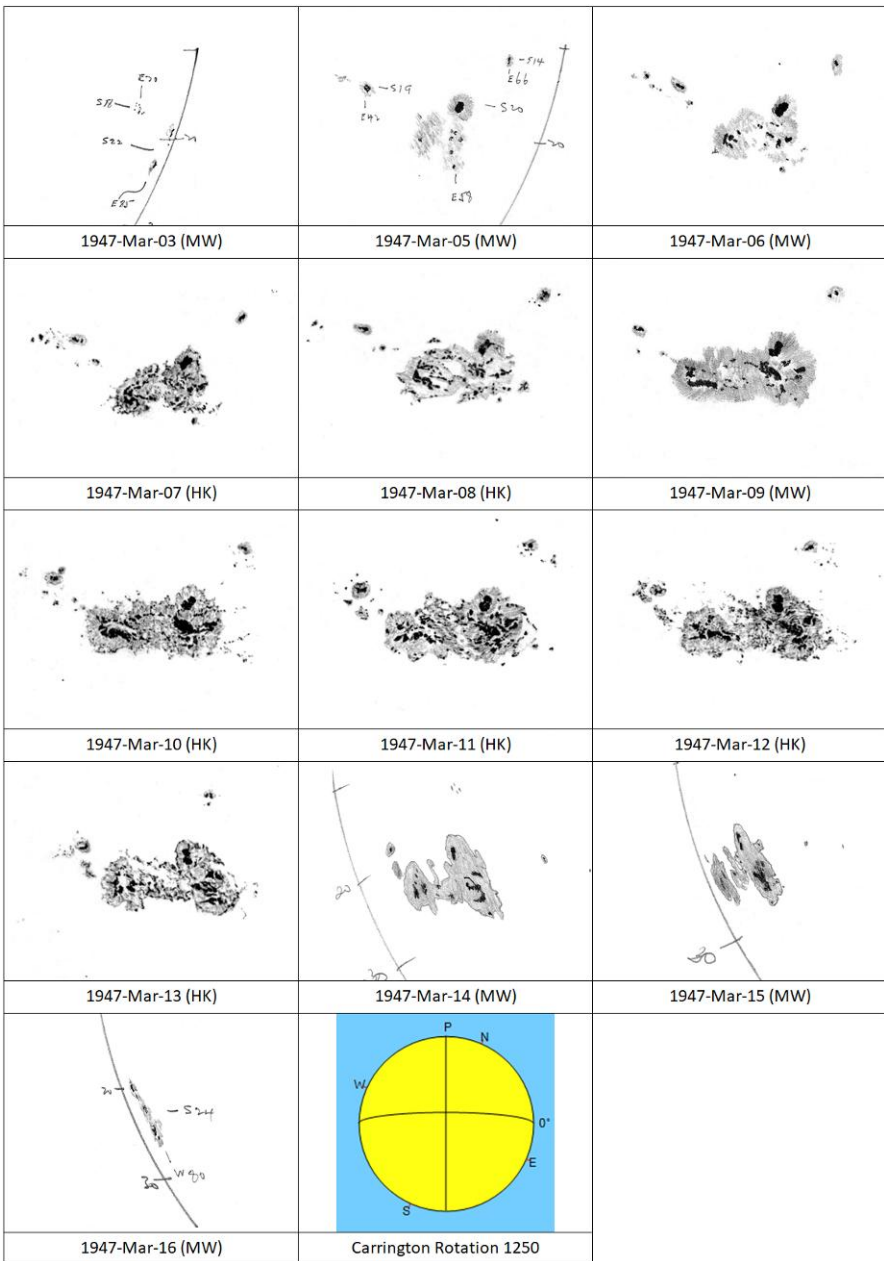 E70
S18
21
S22
E85
1947-Mar-03 (MW)
S14
E66
S19
E42
S20
20
E58
1947-Mar-05 (MW)
1947-Mar-06 (MW)
1947-Mar-07 (HK)
1947-Mar-08 (HK)
1947-Mar-09 (MW)
1947-Mar-10 (HK)
1947-Mar-11 (HK)
1947-Mar-12 (HK)
1947-Mar-13 (HK)
20
30
1947-Mar-14 (MW)
30
1947-Mar-15 (MW)
20
S24
W80
30
1947-Mar-16 (MW)
P
N
W
0°
E
S
Carrington Rotation 1250